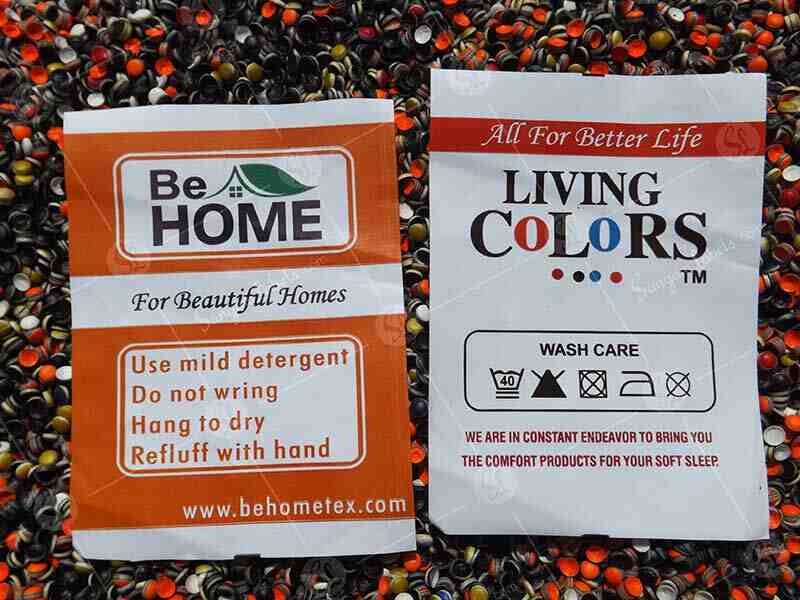 Be
HOME
For Beautiful Homes
Use mild detergent
Do not wring
Hang to dry
Refluff with hand
www.behometex.com
All For Better Life
LIVING
COLORS
TM
WASH CARE
40
WE ARE IN CONSTANT ENDEAVOR TO BRING YOU
THE COMFORT PRODUCTS FOR YOUR SOFT SLEEP.